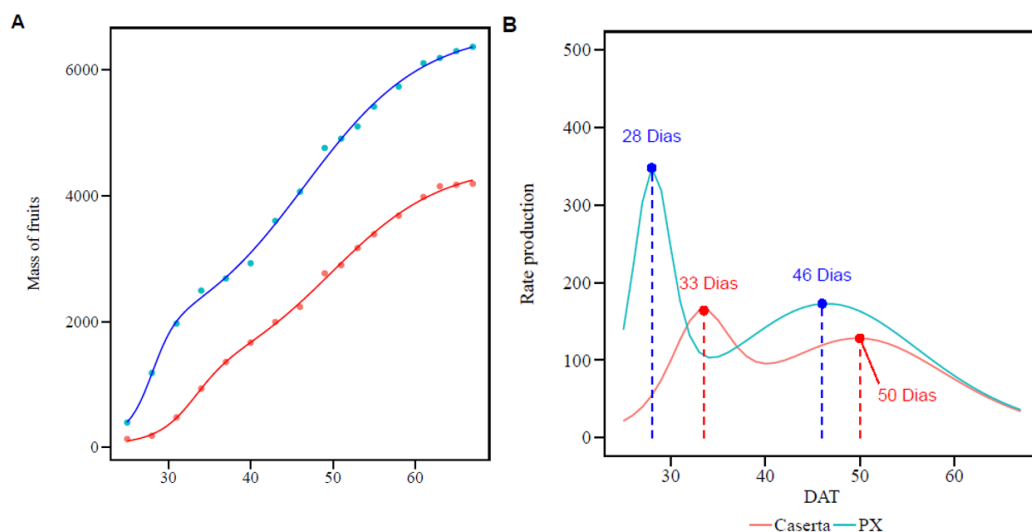 A
Mass of fruits
6000
4000
2000
0
30
40
50
60
B
Rate production
500
400
300
200
100
0
28 Dias
33 Dias
46 Dias
50 Dias
30
40
50
60
DAT
Caserta PX